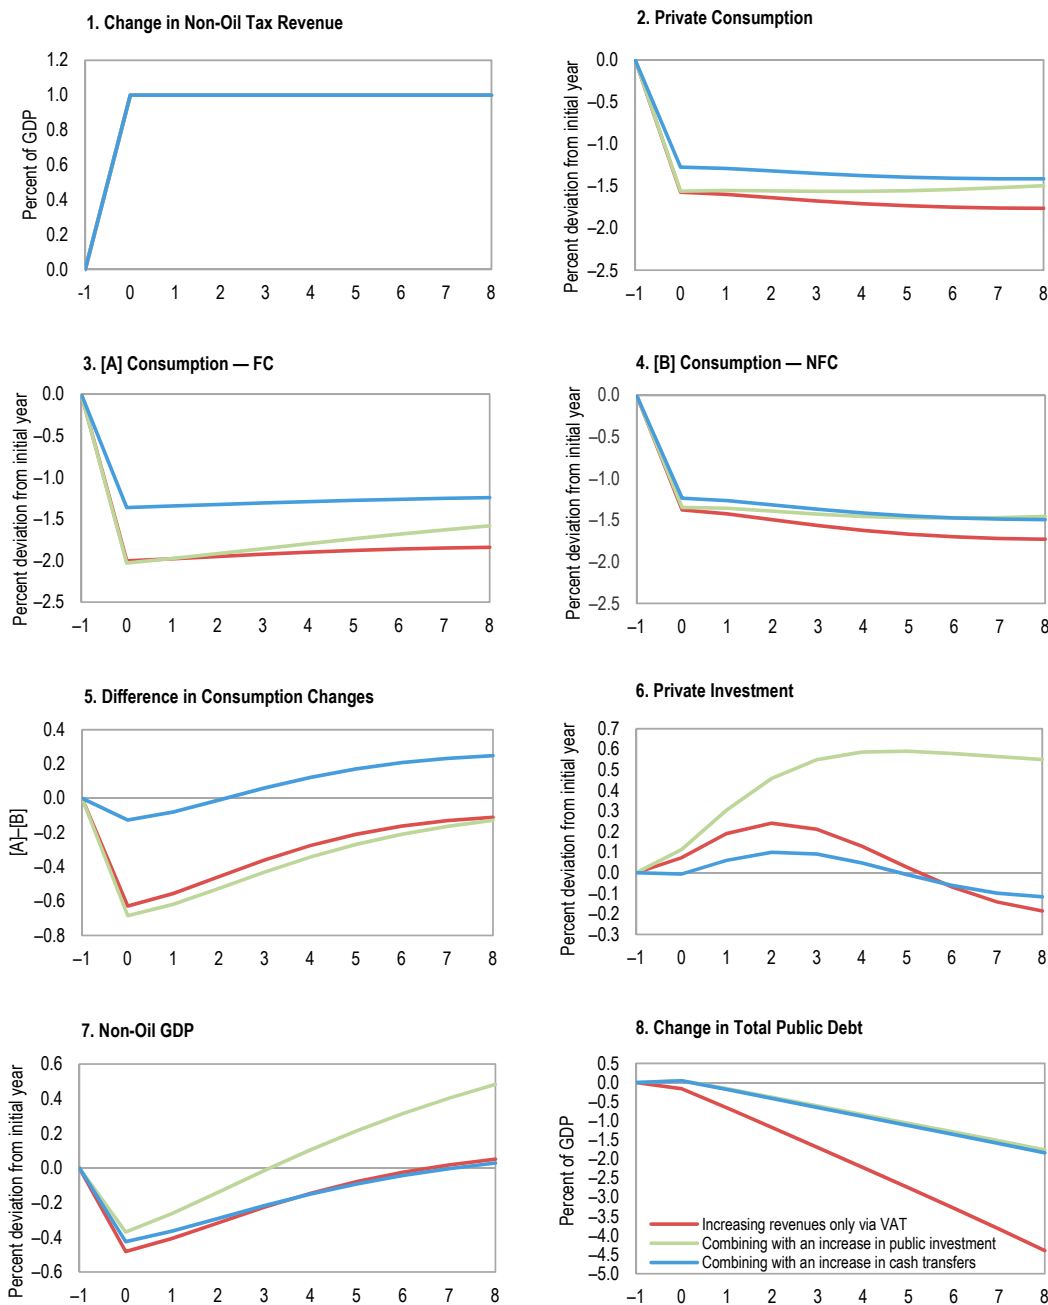 1. Change in Non-Oil Tax Revenue
Percent of GDP
1.2
1.0
0.8
0.6
0.4
0.2
0.0
-1 0 1 2 3 4 5 6 7 8
2. Private Consumption
Percent deviation from initial year
0.0
–0.5
–1.0
–1.5
–2.0
–2.5
–1 0 1 2 3 4 5 6 7 8
3. [A] Consumption — FC
Percent deviation from initial year
0.0
–0.5
–1.0
–1.5
–2.0
–2.5
–1 0 1 2 3 4 5 6 7 8
4. [B] Consumption — NFC
Percent deviation from initial year
0.0
–0.5
–1.0
–1.5
–2.0
–2.5
–1 0 1 2 3 4 5 6 7 8
5. Difference in Consumption Changes
[A]–[B]
0.4
0.2
0.0
–0.2
–0.4
–0.6
–0.8
–1 0 1 2 3 4 5 6 7 8
6. Private Investment
Percent deviation from initial year
0.7
0.6
0.5
0.4
0.3
0.2
0.1
0.0
–0.1
–0.2
–0.3
–1 0 1 2 3 4 5 6 7 8
7. Non-Oil GDP
Percent deviation from initial year
0.6
0.4
0.2
0.0
–0.2
–0.4
–0.6
–1 0 1 2 3 4 5 6 7 8
8. Change in Total Public Debt
Percent of GDP
0.5
0.0
–0.5
–1.0
–1.5
–2.0
–2.5
–3.0
–3.5
–4.0
–4.5
–5.0
Increasing revenues only via VAT
Combining with an increase in public investment
Combining with an increase in cash transfers
–1 0 1 2 3 4 5 6 7 8